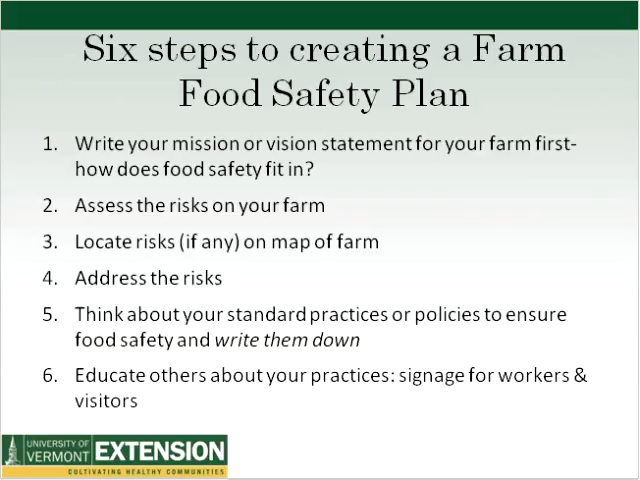 Six steps to creating a Farm
Food Safety Plan
1. Write your mission or vision statement for your farm first-
how does food safety fit in?
2. Assess the risks on your farm
3. Locate risks (if any) on map of farm
4. Address the risks
5. Think about your standard practices or policies to ensure
food safety and write them down
6. Educate others about your practices: signage for workers &
visitors
UNIVERSITY OF
VERMONT
EXTENSION
CULTIVATING HEALTHY COMMUNITIES